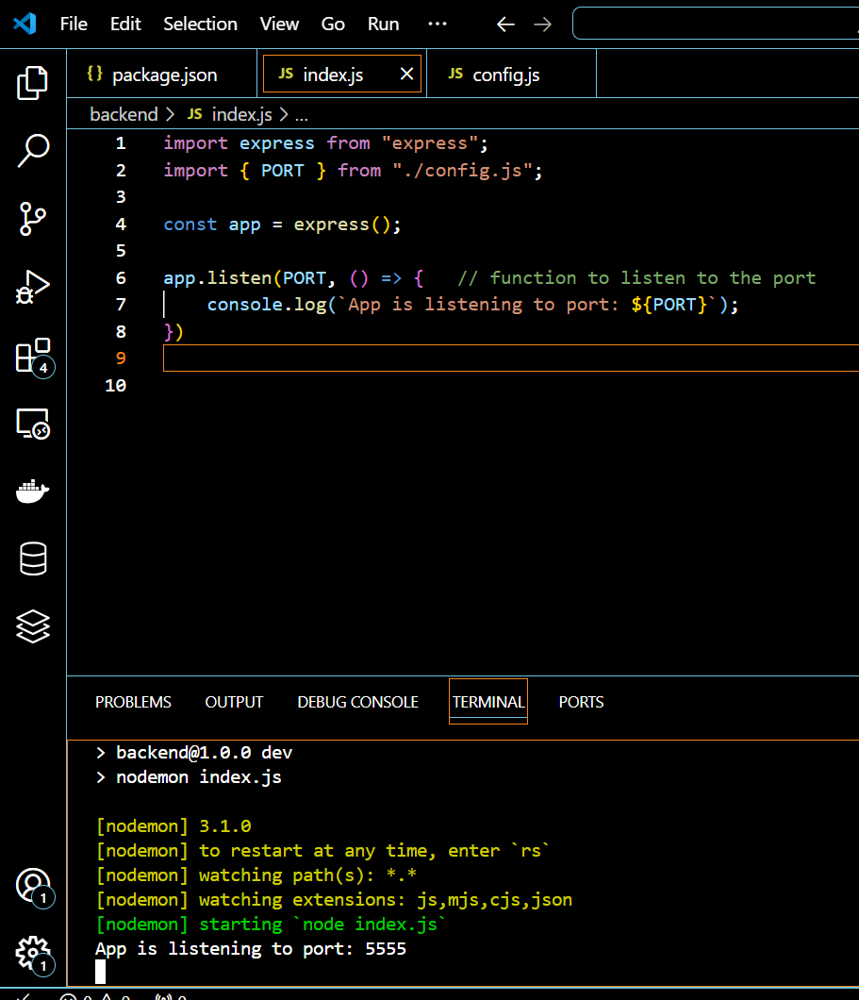 File Edit Selection View Go Run ...
{} package.json JS index.js JS config.js
backend > JS index.js > ...
1 import express from "express";
2 import { PORT } from "./config.js";
3
4 const app = express();
5
6 app.listen(PORT, () => { // function to listen to the port
7 console.log(`App is listening to port: ${PORT}`);
8 })
9
10
4
PROBLEMS OUTPUT DEBUG CONSOLE TERMINAL PORTS
> backend@1.0.0 dev
> nodemon index.js
[nodemon] 3.1.0
[nodemon] to restart at any time, enter `rs`
[nodemon] watching path(s): *.*
[nodemon] watching extensions: js,mjs,cjs,json
[nodemon] starting `node index.js`
App is listening to port: 5555
1
1
0 0 0